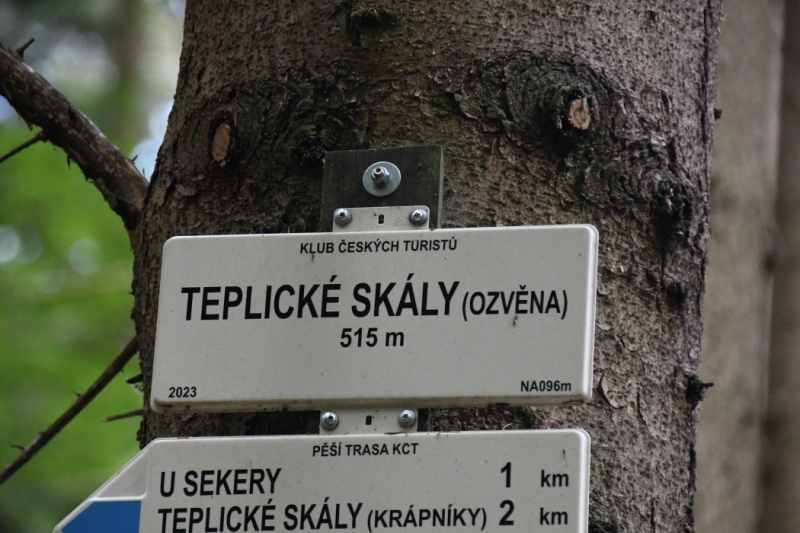 KLUB ČESKÝCH TURISTŮ
TEPLICKÉ SKÁLY (OZVĚNA)
515 m
2023 NA096m
PĚŠÍ TRASA KČT
U SEKERY 1 km
TEPLICKÉ SKÁLY (KRÁPNÍKY) 2 km